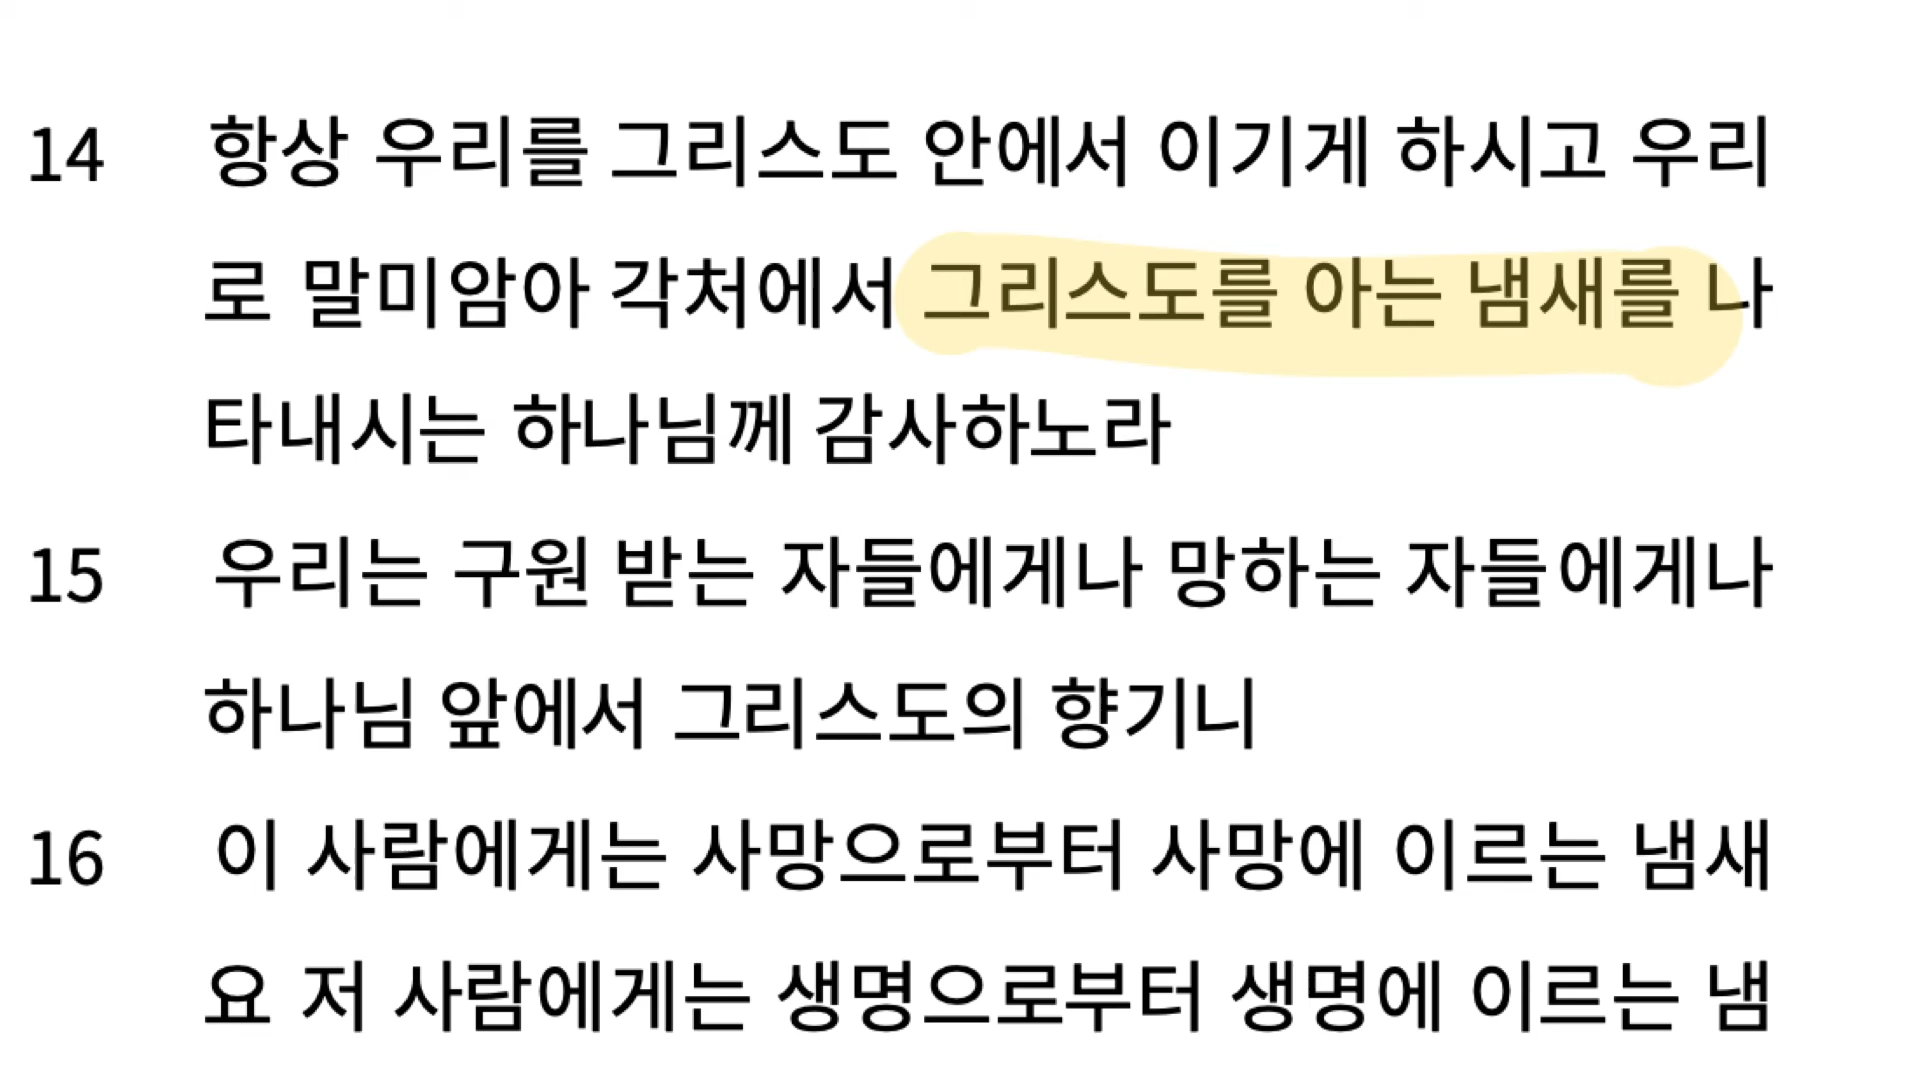 14 항상 우리를 그리스도 안에서 이기게 하시고 우리
로 말미암아 각처에서 그리스도를 아는 냄새를 나
타내시는 하나님께 감사하노라
15 우리는 구원 받는 자들에게나 망하는 자들에게나
하나님 앞에서 그리스도의 향기니
16 이 사람에게는 사망으로부터 사망에 이르는 냄새
요 저 사람에게는 생명으로부터 생명에 이르는 냄